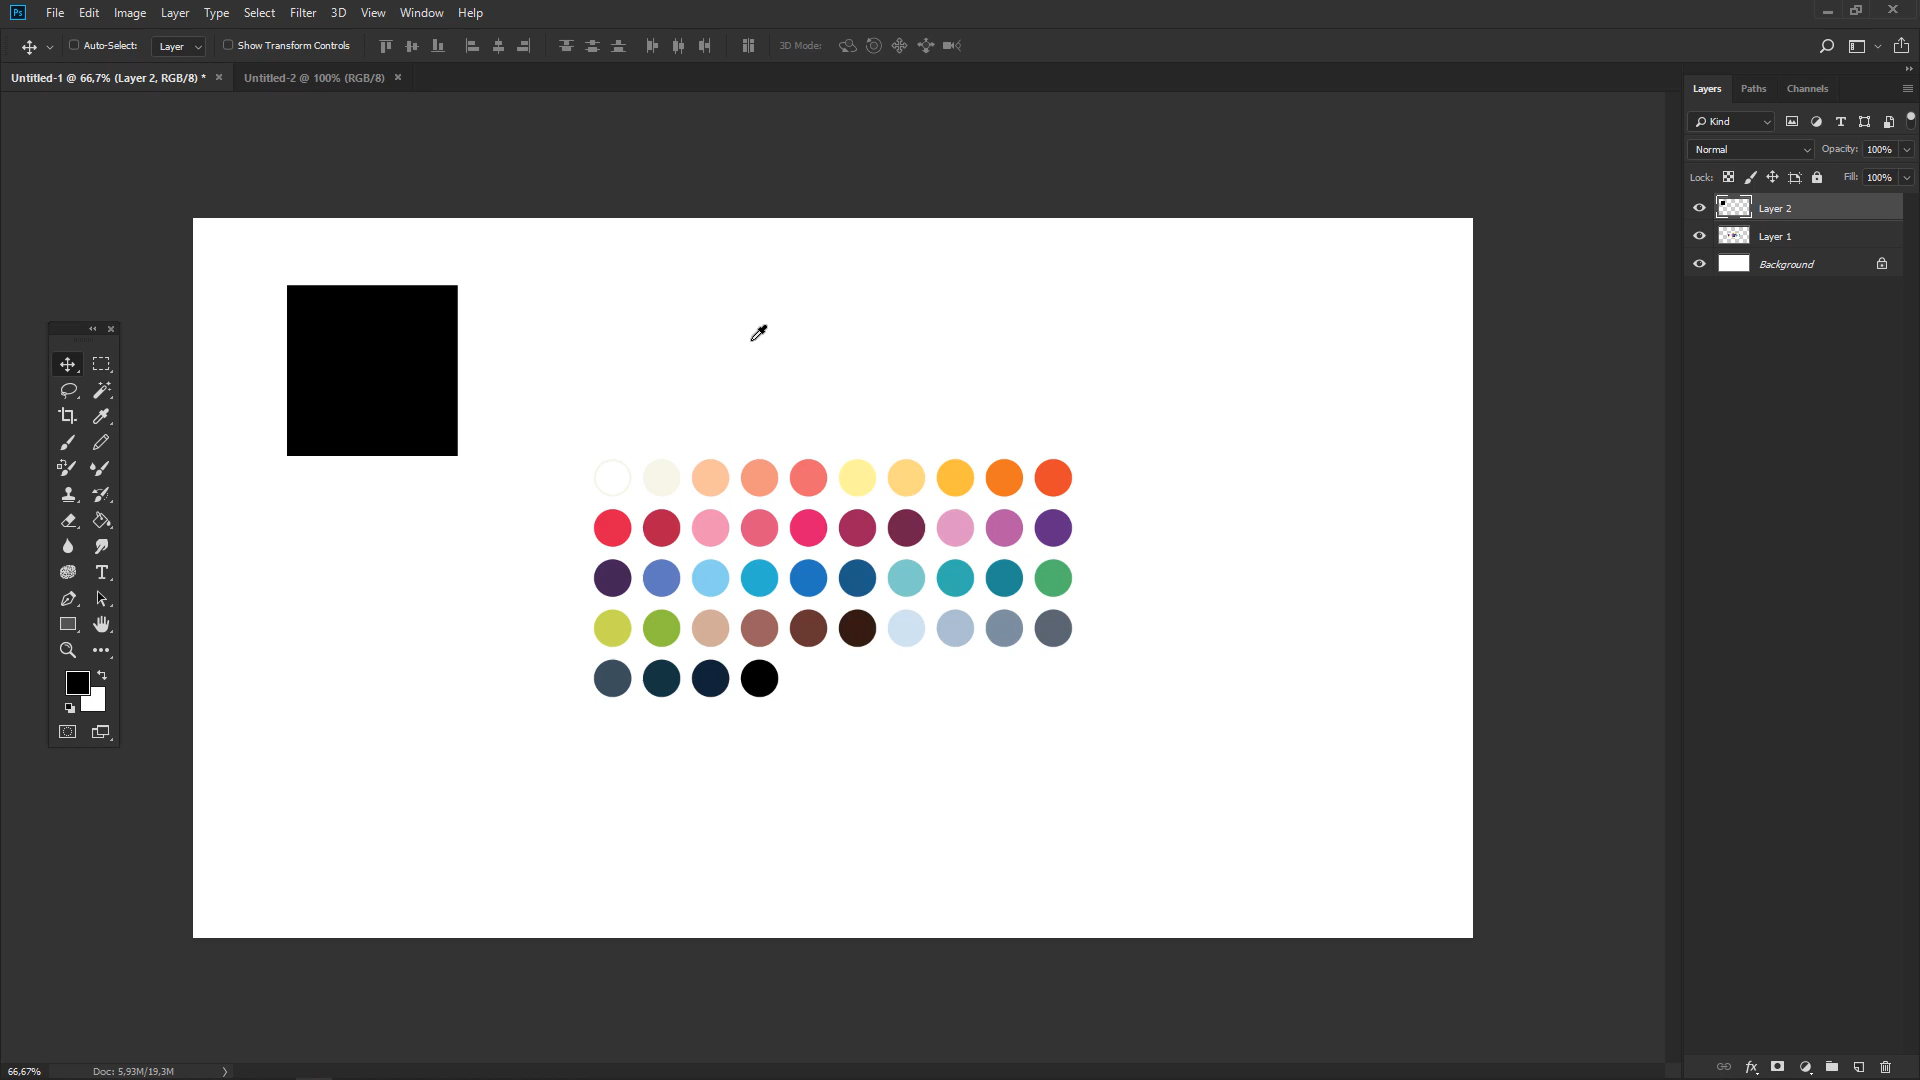 Ps File Edit Image Layer Type Select Filter 3D View Window Help
Auto-Select: Layer Show Transform Controls 3D Mode:
Untitled-1 @ 66,7% (Layer 2, RGB/8) * Untitled-2 @ 100% (RGB/8)
Layers Paths Channels
Kind
Normal Opacity: 100%
Lock: Fill: 100%
Layer 2
Layer 1
Background
66,67% Doc: 5,93M/19,3M